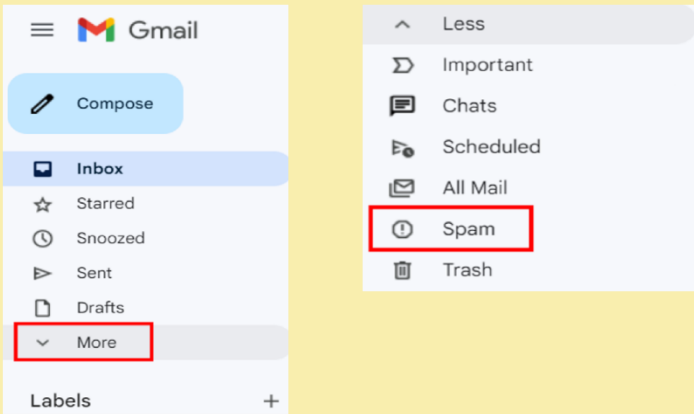 Gmail
Compose
Inbox
Starred
Snoozed
Sent
Drafts
More
Labels +
Less
Important
Chats
Scheduled
All Mail
Spam
Trash